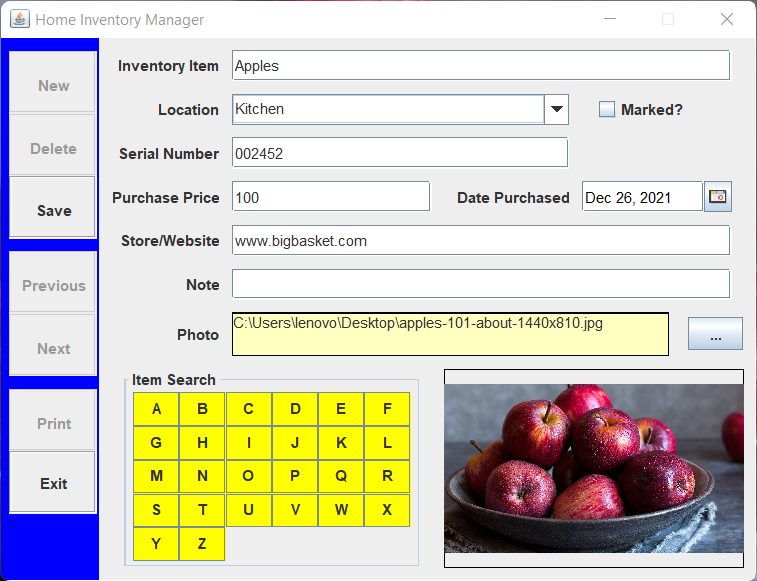 Home Inventory Manager
New
Delete
Save
Previous
Next
Print
Exit
Inventory Item Apples
Location Kitchen Marked?
Serial Number 002452
Purchase Price 100 Date Purchased Dec 26, 2021
Store/Website www.bigbasket.com
Note
Photo C:\Users\lenovo\Desktop\apples-101-about-1440x810.jpg ...
Item Search
A B C D E F
G H I J K L
M N O P Q R
S T U V W X
Y Z